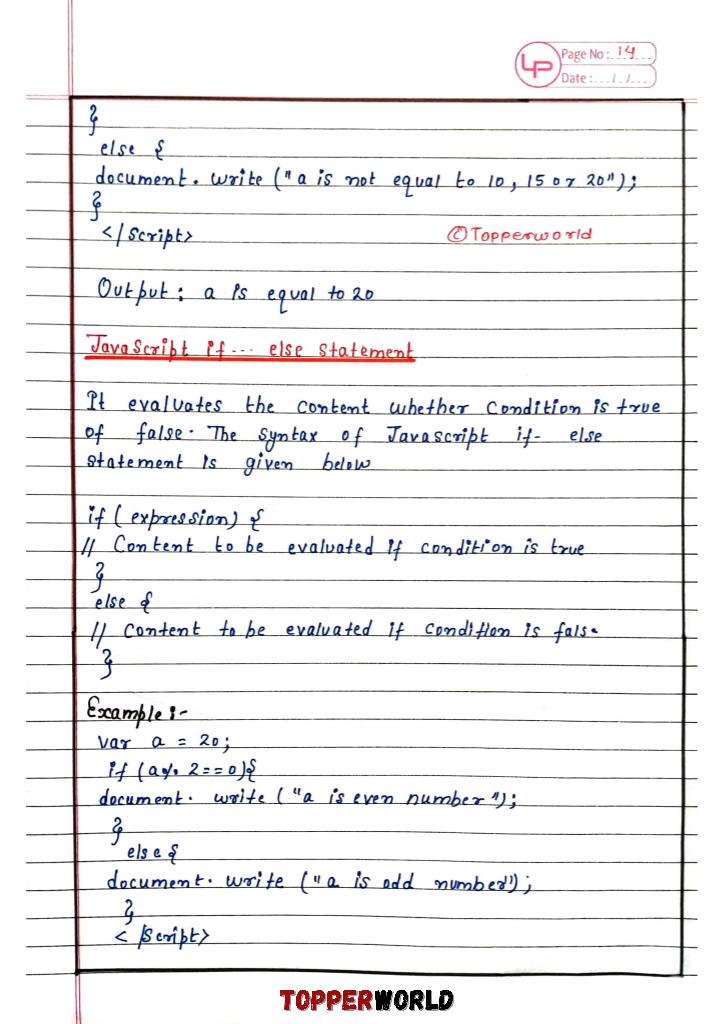 LP
Page No : 14
Date : / /
}
else {
document. write ("a is not equal to 10, 15 or 20");
}
</script>
©Topperworld
Output : a is equal to 20
JavaScript if... else statement
It evaluates the content whether condition is true
of false. The syntax of Javascript if- else
statement is given below
if (expression) {
// Content to be evaluated if condition is true
}
else {
// content to be evaluated if condition is fals.
}
Example :-
var a = 20;
if (a% 2==0){
document. write ("a is even number");
}
else {
document. write ("a is odd number");
}
</script>
TOPPERWORLD